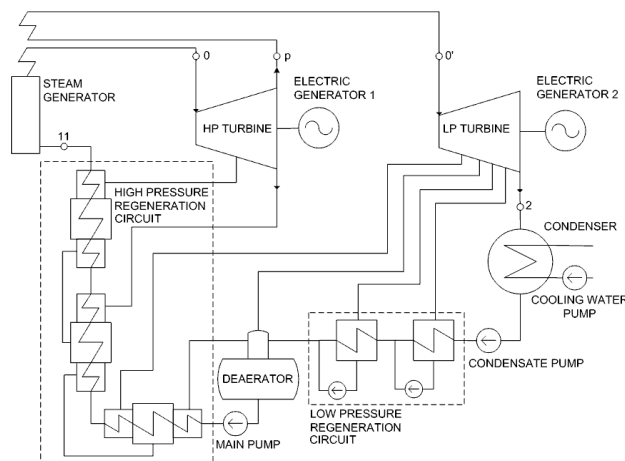 0
p
0'
STEAM
GENERATOR
ELECTRIC
GENERATOR 1
ELECTRIC
GENERATOR 2
HP TURBINE
LP TURBINE
11
HIGH PRESSURE
REGENERATION
CIRCUIT
2
CONDENSER
COOLING WATER
PUMP
CONDENSATE PUMP
DEAERATOR
MAIN PUMP
LOW PRESSURE
REGENERATION
CIRCUIT